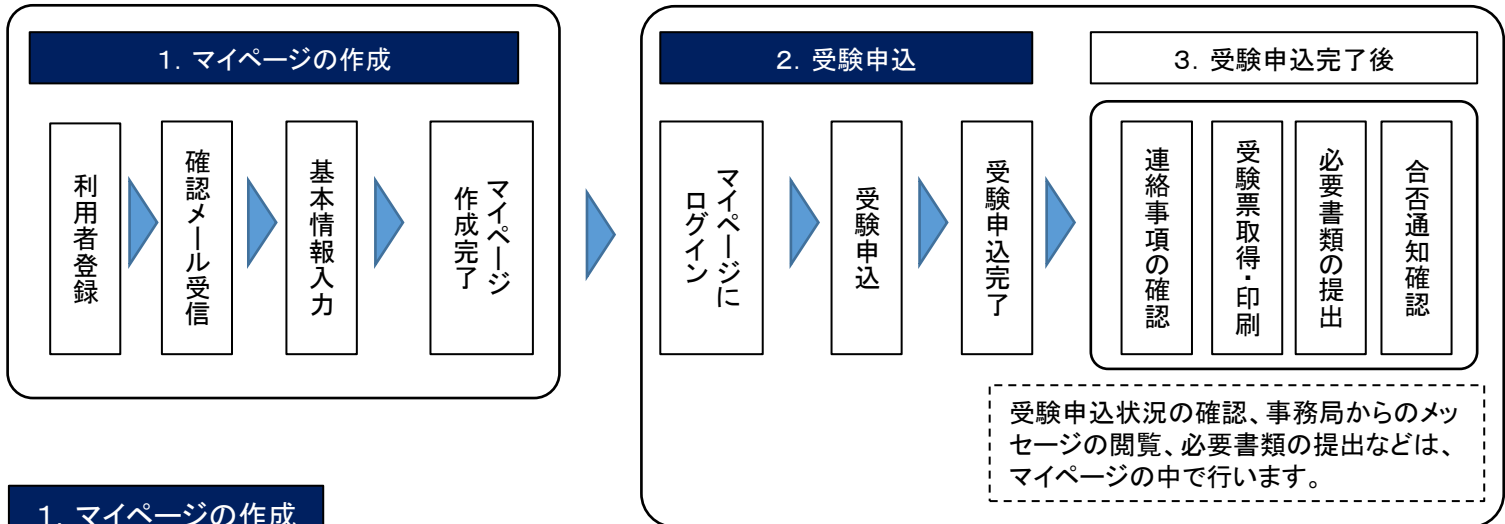 1．マイページの作成
利用者登録
確認メール受信
基本情報入力
マイページ
作成完了
2．受験申込
マイページに
ログイン
受験申込
受験申込完了
3．受験申込完了後
連絡事項の確認
受験票取得・印刷
必要書類の提出
合否通知確認
受験申込状況の確認、事務局からのメッ
セージの閲覧、必要書類の提出などは、
マイページの中で行います。
1．マイページの作成